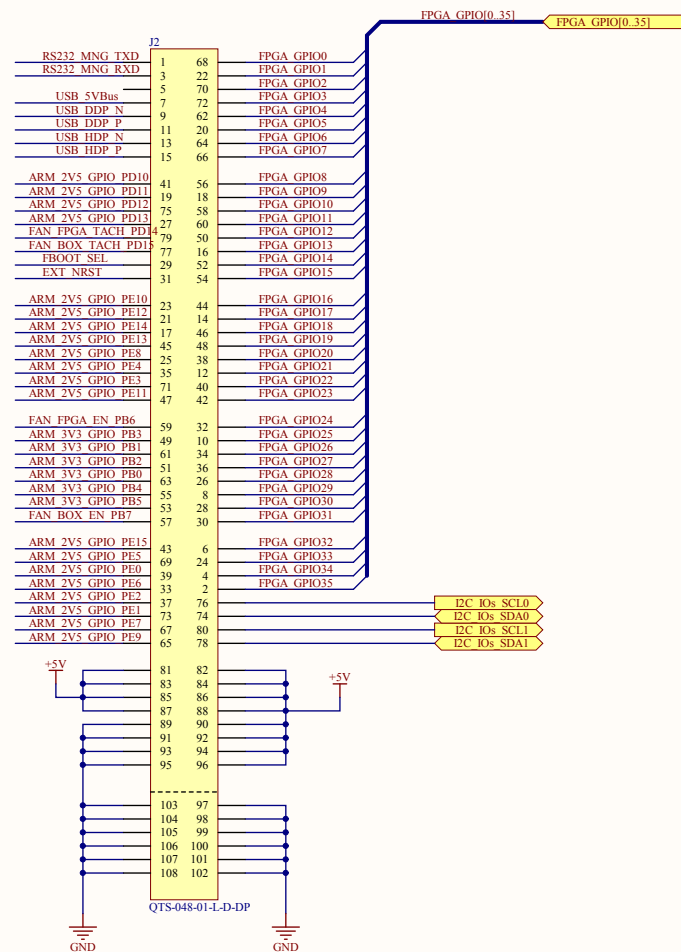 FPGA_GPIO[0..35] FPGA_GPIO[0..35]
J2
RS232_MNG_TXD 1 68 FPGA_GPIO0
RS232_MNG_RXD 3 22 FPGA_GPIO1
5 70 FPGA_GPIO2
USB_5VBus 7 72 FPGA_GPIO3
USB_DDP_N 9 62 FPGA_GPIO4
USB_DDP_P 11 20 FPGA_GPIO5
USB_HDP_N 13 64 FPGA_GPIO6
USB_HDP_P 15 66 FPGA_GPIO7
ARM_2V5_GPIO_PD10 41 56 FPGA_GPIO8
ARM_2V5_GPIO_PD11 19 18 FPGA_GPIO9
ARM_2V5_GPIO_PD12 75 58 FPGA_GPIO10
ARM_2V5_GPIO_PD13 27 60 FPGA_GPIO11
FAN_FPGA_TACH_PD14 79 50 FPGA_GPIO12
FAN_BOX_TACH_PD15 77 16 FPGA_GPIO13
FBOOT_SEL 29 52 FPGA_GPIO14
EXT_NRST 31 54 FPGA_GPIO15
ARM_2V5_GPIO_PE10 23 44 FPGA_GPIO16
ARM_2V5_GPIO_PE12 21 14 FPGA_GPIO17
ARM_2V5_GPIO_PE14 17 46 FPGA_GPIO18
ARM_2V5_GPIO_PE13 45 48 FPGA_GPIO19
ARM_2V5_GPIO_PE8 25 38 FPGA_GPIO20
ARM_2V5_GPIO_PE4 35 12 FPGA_GPIO21
ARM_2V5_GPIO_PE3 71 40 FPGA_GPIO22
ARM_2V5_GPIO_PE11 47 42 FPGA_GPIO23
FAN_FPGA_EN_PB6 59 32 FPGA_GPIO24
ARM_3V3_GPIO_PB3 49 10 FPGA_GPIO25
ARM_3V3_GPIO_PB1 61 34 FPGA_GPIO26
ARM_3V3_GPIO_PB2 51 36 FPGA_GPIO27
ARM_3V3_GPIO_PB0 63 26 FPGA_GPIO28
ARM_3V3_GPIO_PB4 55 8 FPGA_GPIO29
ARM_3V3_GPIO_PB5 53 28 FPGA_GPIO30
FAN_BOX_EN_PB7 57 30 FPGA_GPIO31
ARM_2V5_GPIO_PE15 43 6 FPGA_GPIO32
ARM_2V5_GPIO_PE5 69 24 FPGA_GPIO33
ARM_2V5_GPIO_PE0 39 4 FPGA_GPIO34
ARM_2V5_GPIO_PE6 33 2 FPGA_GPIO35
ARM_2V5_GPIO_PE2 37 76 I2C_IOs_SCL0
ARM_2V5_GPIO_PE1 73 74 I2C_IOs_SDA0
ARM_2V5_GPIO_PE7 67 80 I2C_IOs_SCL1
ARM_2V5_GPIO_PE9 65 78 I2C_IOs_SDA1
+5V 81 82
83 84 +5V
85 86
87 88
89 90
91 92
93 94
95 96
103 97
104 98
105 99
106 100
107 101
108 102
QTS-048-01-L-D-DP
GND GND